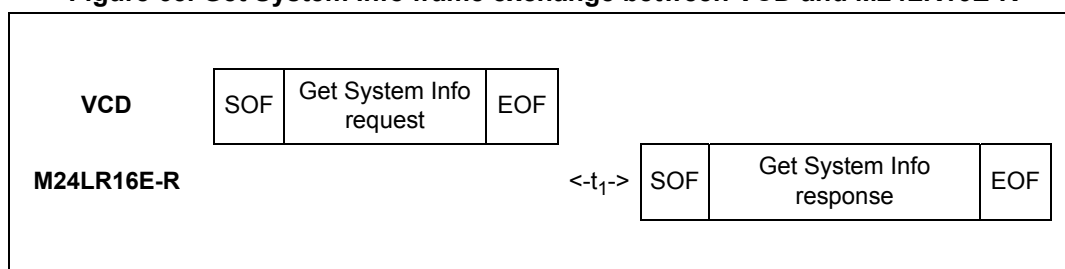 Figure 63. Get System Info frame exchange between VCD and M24LR16E-R
VCD SOF Get System Info request EOF
M24LR16E-R <-t1-> SOF Get System Info response EOF